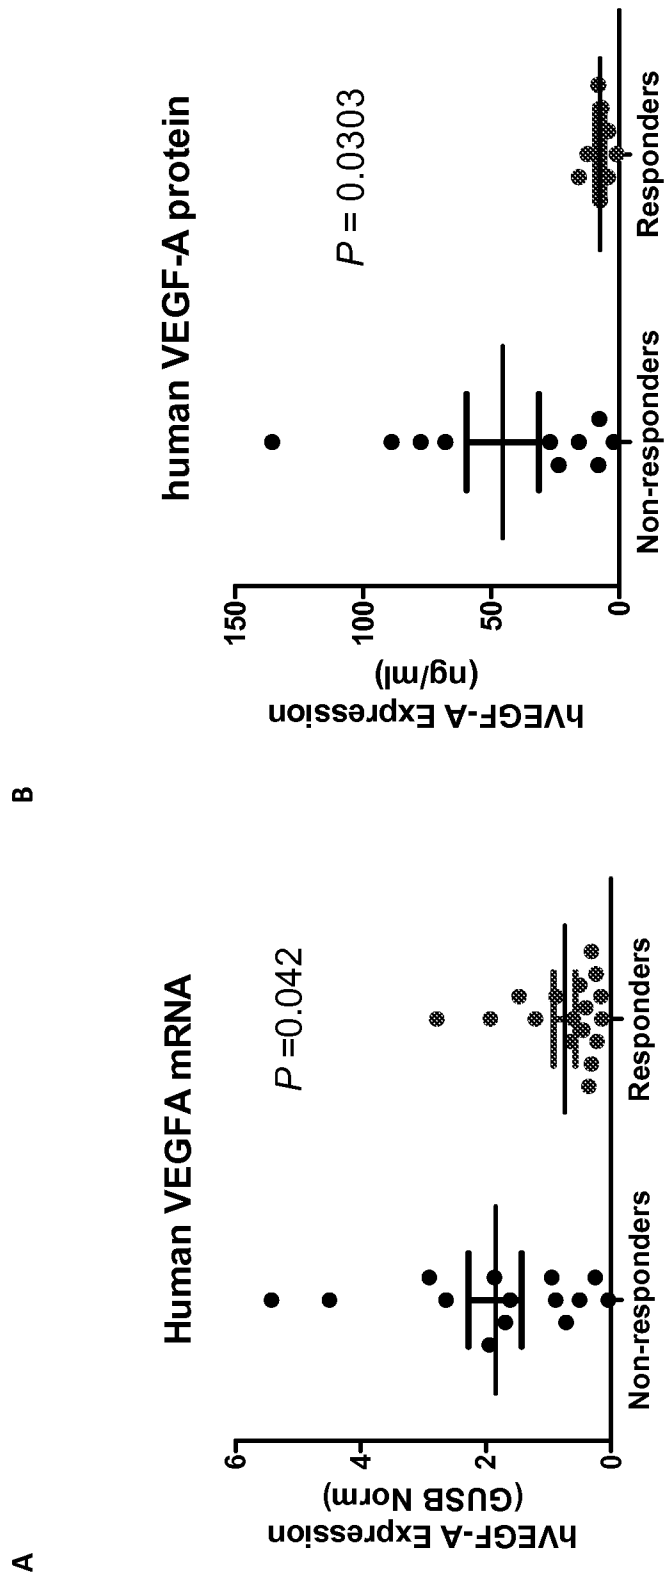 A
Human VEGFA mRNA
P =0.042
hVEGF-A Expression
(GUSB Norm)
6
4
2
0
Non-responders
Responders
B
human VEGF-A protein
P = 0.0303
hVEGF-A Expression
(ng/ml)
150
100
50
0
Non-responders
Responders